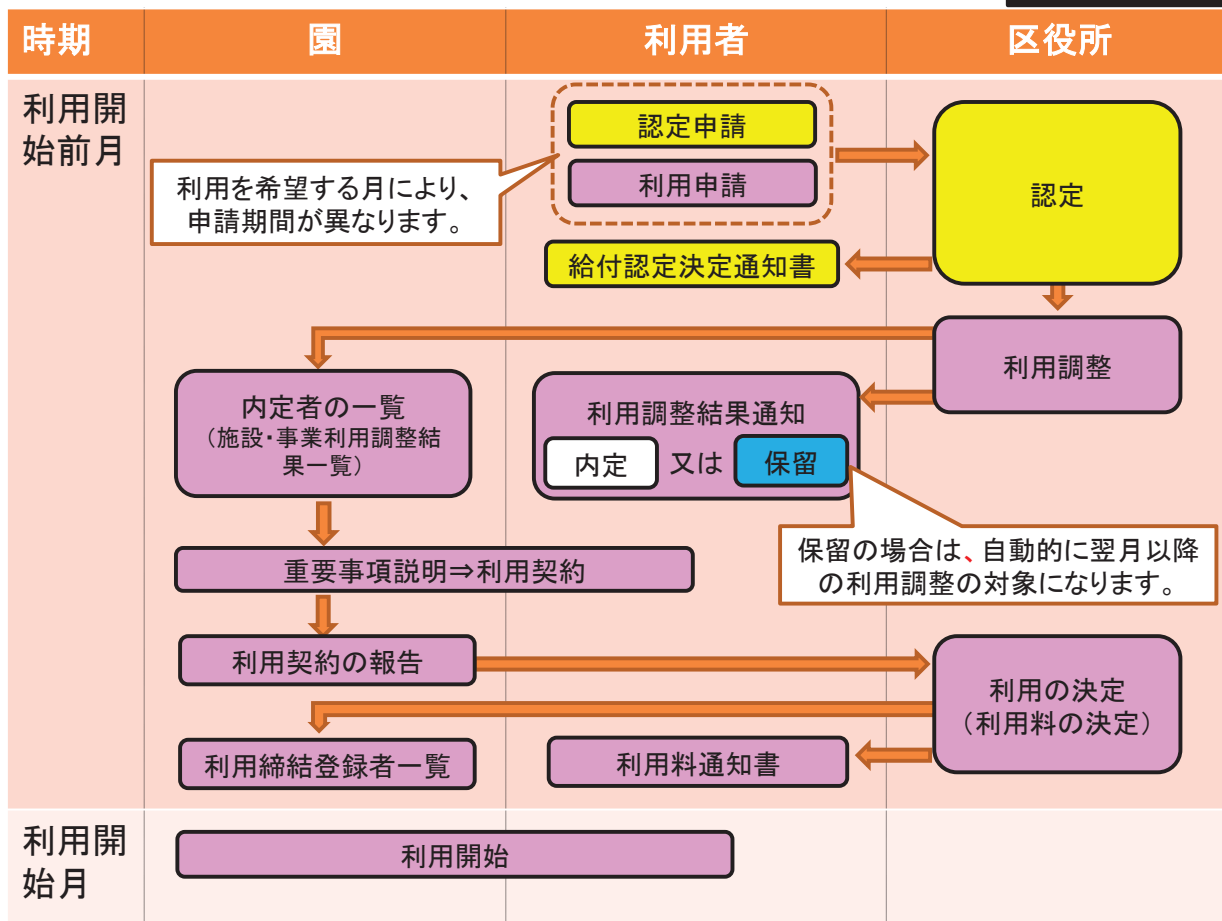 時期
園
利用者
区役所
利用開
始前月
認定申請
利用申請
利用を希望する月により、
申請期間が異なります。
認定
給付認定決定通知書
利用調整
内定者の一覧
（施設・事業利用調整結
果一覧）
利用調整結果通知
内定 又は 保留
保留の場合は、自動的に翌月以降
の利用調整の対象になります。
重要事項説明⇒利用契約
利用契約の報告
利用の決定
（利用料の決定）
利用締結登録者一覧
利用料通知書
利用開
始月
利用開始